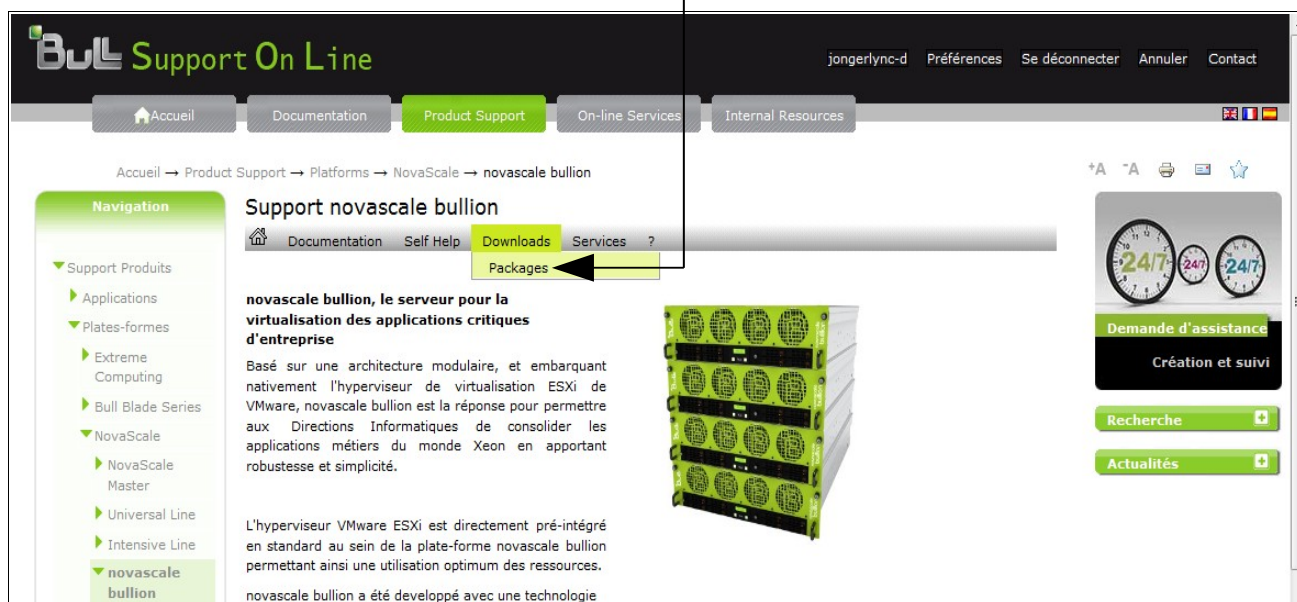 Bull Support On Line
jongerlync-d Préférences Se déconnecter Annuler Contact
Accueil Documentation Product Support On-line Services Internal Resources
Accueil → Product Support → Platforms → NovaScale → novascale bullion
+A -A
Navigation
Support Produits
Applications
Plates-formes
Extreme
Computing
Bull Blade Series
NovaScale
NovaScale
Master
Universal Line
Intensive Line
novascale
bullion
Support novascale bullion
Documentation Self Help Downloads Services ?
Packages
novascale bullion, le serveur pour la
virtualisation des applications critiques
d'entreprise
Basé sur une architecture modulaire, et embarquant
nativement l'hyperviseur de virtualisation ESXi de
VMware, novascale bullion est la réponse pour permettre
aux Directions Informatiques de consolider les
applications métiers du monde Xeon en apportant
robustesse et simplicité.
L'hyperviseur VMware ESXi est directement pré-intégré
en standard au sein de la plate-forme novascale bullion
permettant ainsi une utilisation optimum des ressources.
novascale bullion a été developpé avec une technologie
24/7 24/7 24/7
Demande d'assistance
Création et suivi
Recherche
Actualités